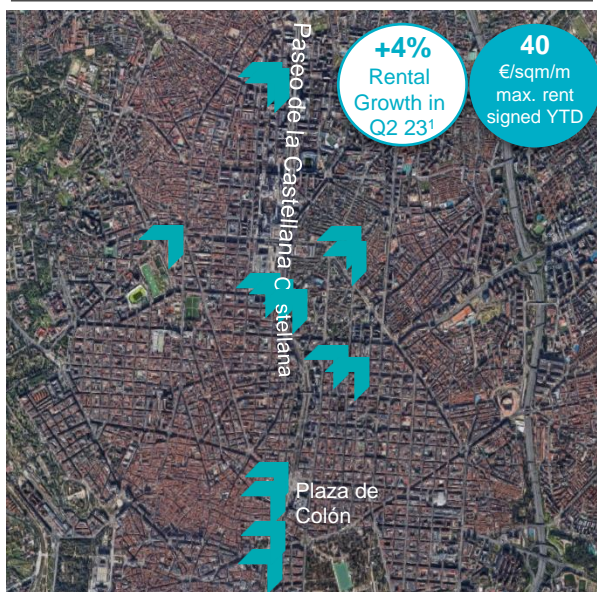 +4%
Rental
Growth in
Q2 23¹
40
€/sqm/m
max. rent
signed YTD
Paseo de la Castellana C stellana
Plaza de
Colón